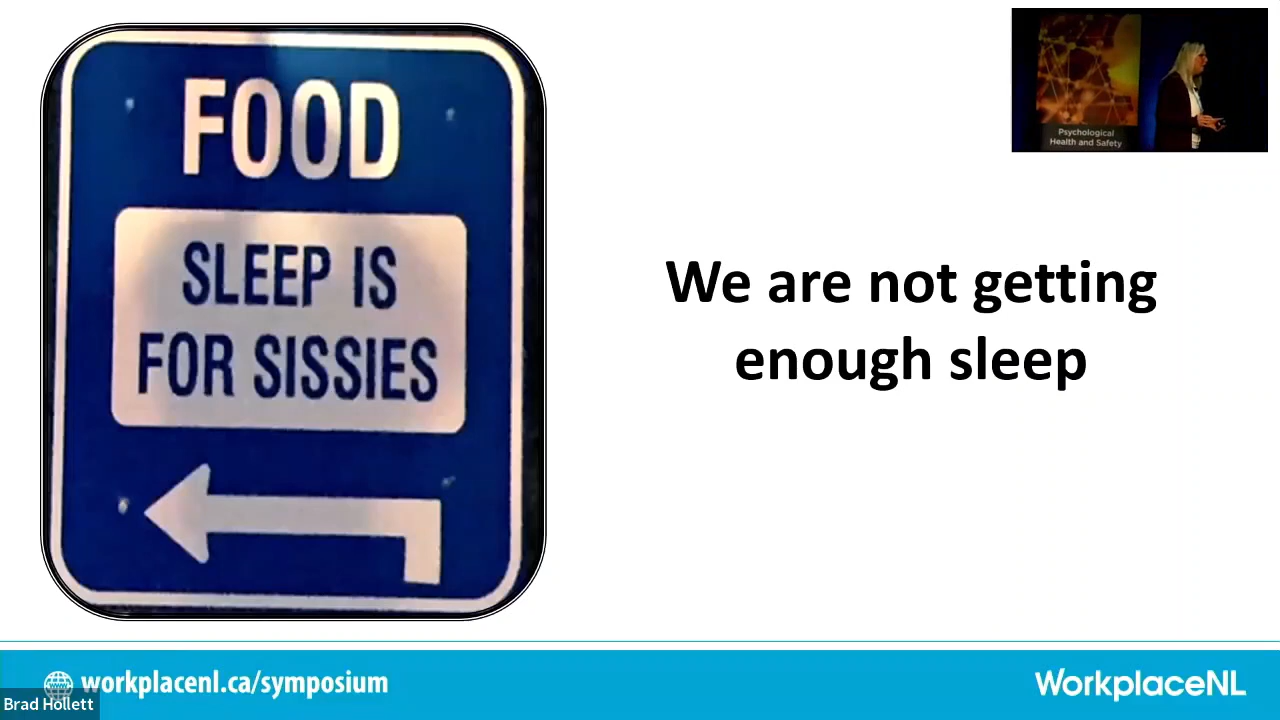 FOOD
SLEEP IS
FOR SISSIES
We are not getting
enough sleep
Psychological
Health and Safety
www
workplacenl.ca/symposium
WorkplaceNL
Brad Hollett